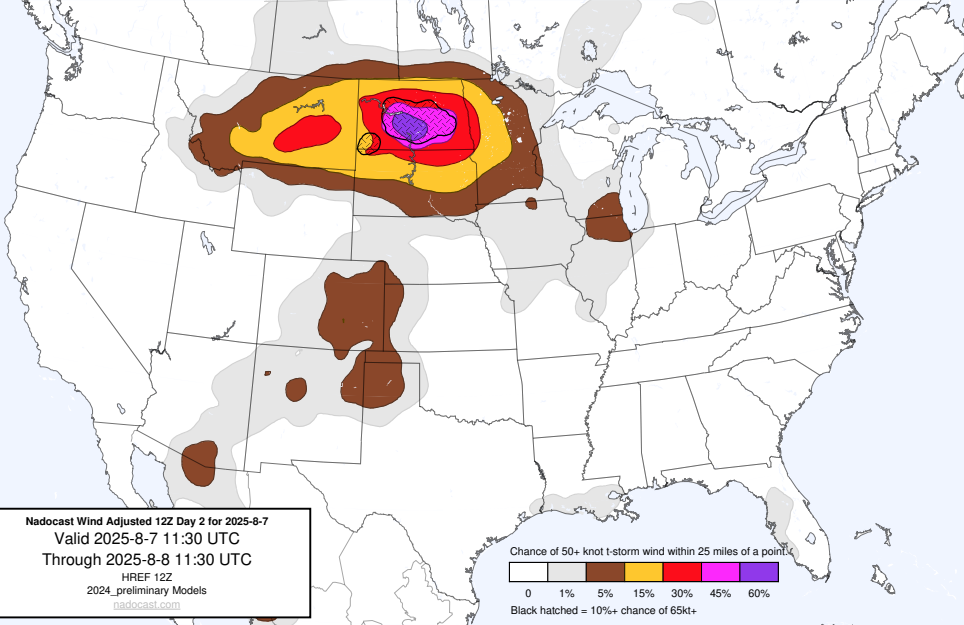 Nadocast Wind Adjusted 12Z Day 2 for 2025-8-7
Valid 2025-8-7 11:30 UTC
Through 2025-8-8 11:30 UTC
HREF 12Z
2024_preliminary Models
nadocast.com
Chance of 50+ knot t-storm wind within 25 miles of a point.
0 1% 5% 15% 30% 45% 60%
Black hatched = 10%+ chance of 65kt+